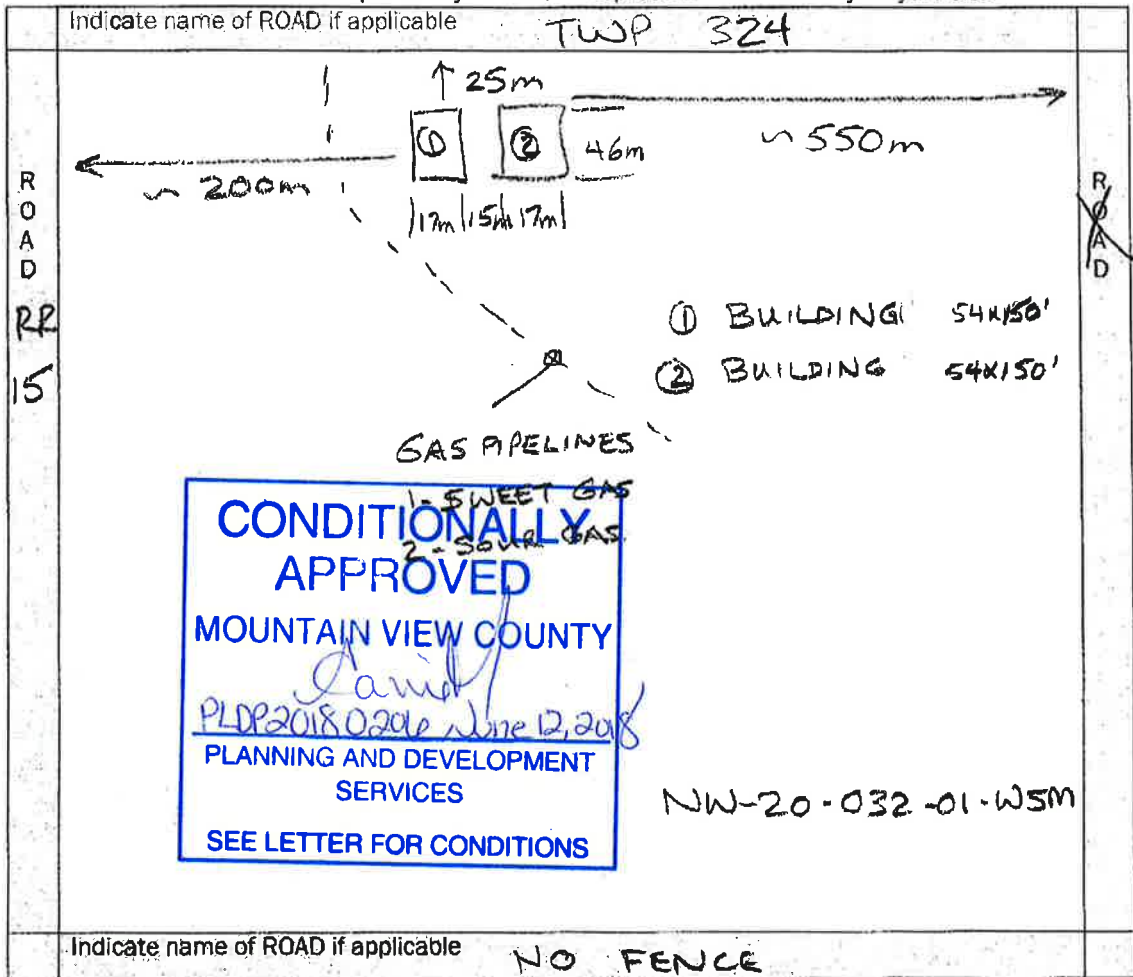 Indicate name of ROAD if applicable TWP 324
25m
① ② 46m
~ 550m
~ 200m
17m 15m 17m
ROAD
RR
15
ROAD
① BUILDING 54x150'
② BUILDING 54x150'
GAS PIPELINES
1 - SWEET GAS
2 - SOUR GAS
CONDITIONALLY
APPROVED
MOUNTAIN VIEW COUNTY
PLDP20180206 June 12, 2018
PLANNING AND DEVELOPMENT
SERVICES
SEE LETTER FOR CONDITIONS
NW-20-032-01-W5M
Indicate name of ROAD if applicable NO FENCE